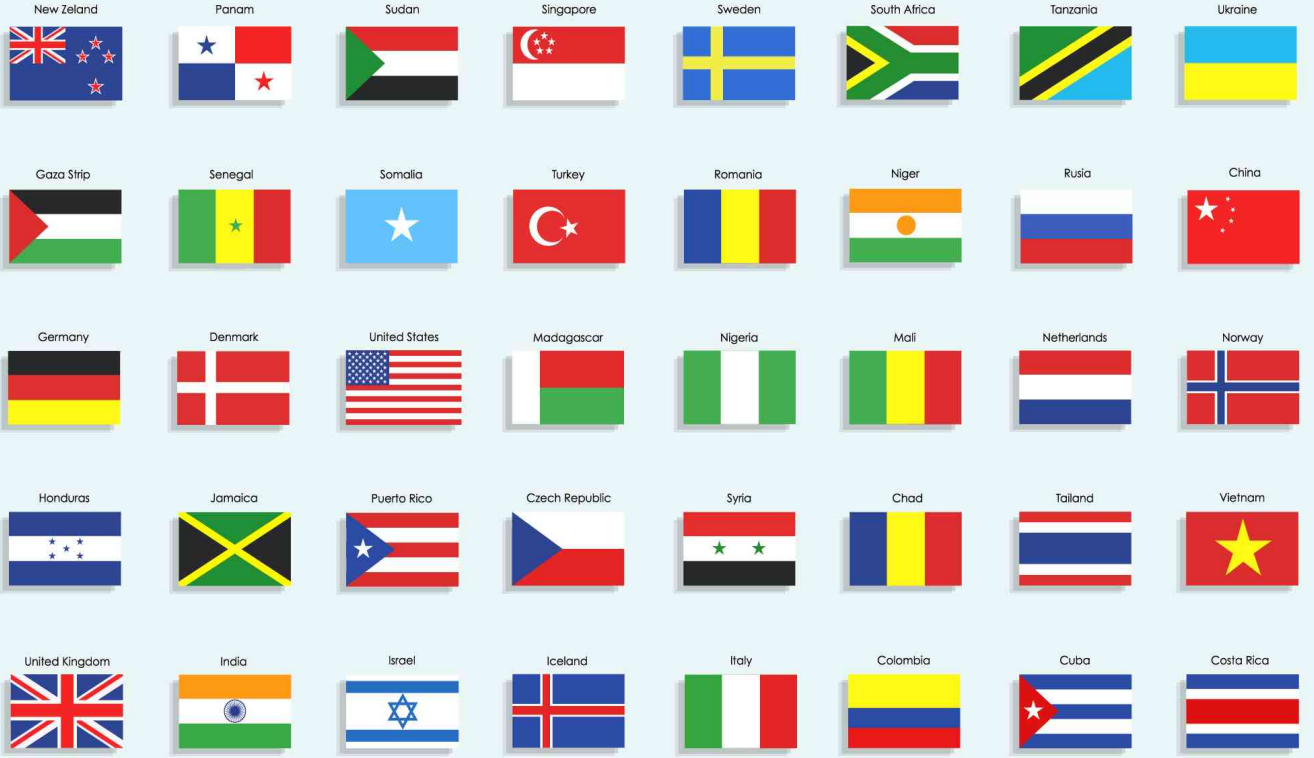 New Zeland
Panam
Sudan
Singapore
Sweden
South Africa
Tanzania
Ukraine
Gaza Strip
Senegal
Somalia
Turkey
Romania
Niger
Rusia
China
Germany
Denmark
United States
Madagascar
Nigeria
Mali
Netherlands
Norway
Honduras
Jamaica
Puerto Rico
Czech Republic
Syria
Chad
Tailand
Vietnam
United Kingdom
India
Israel
Iceland
Italy
Colombia
Cuba
Costa Rica